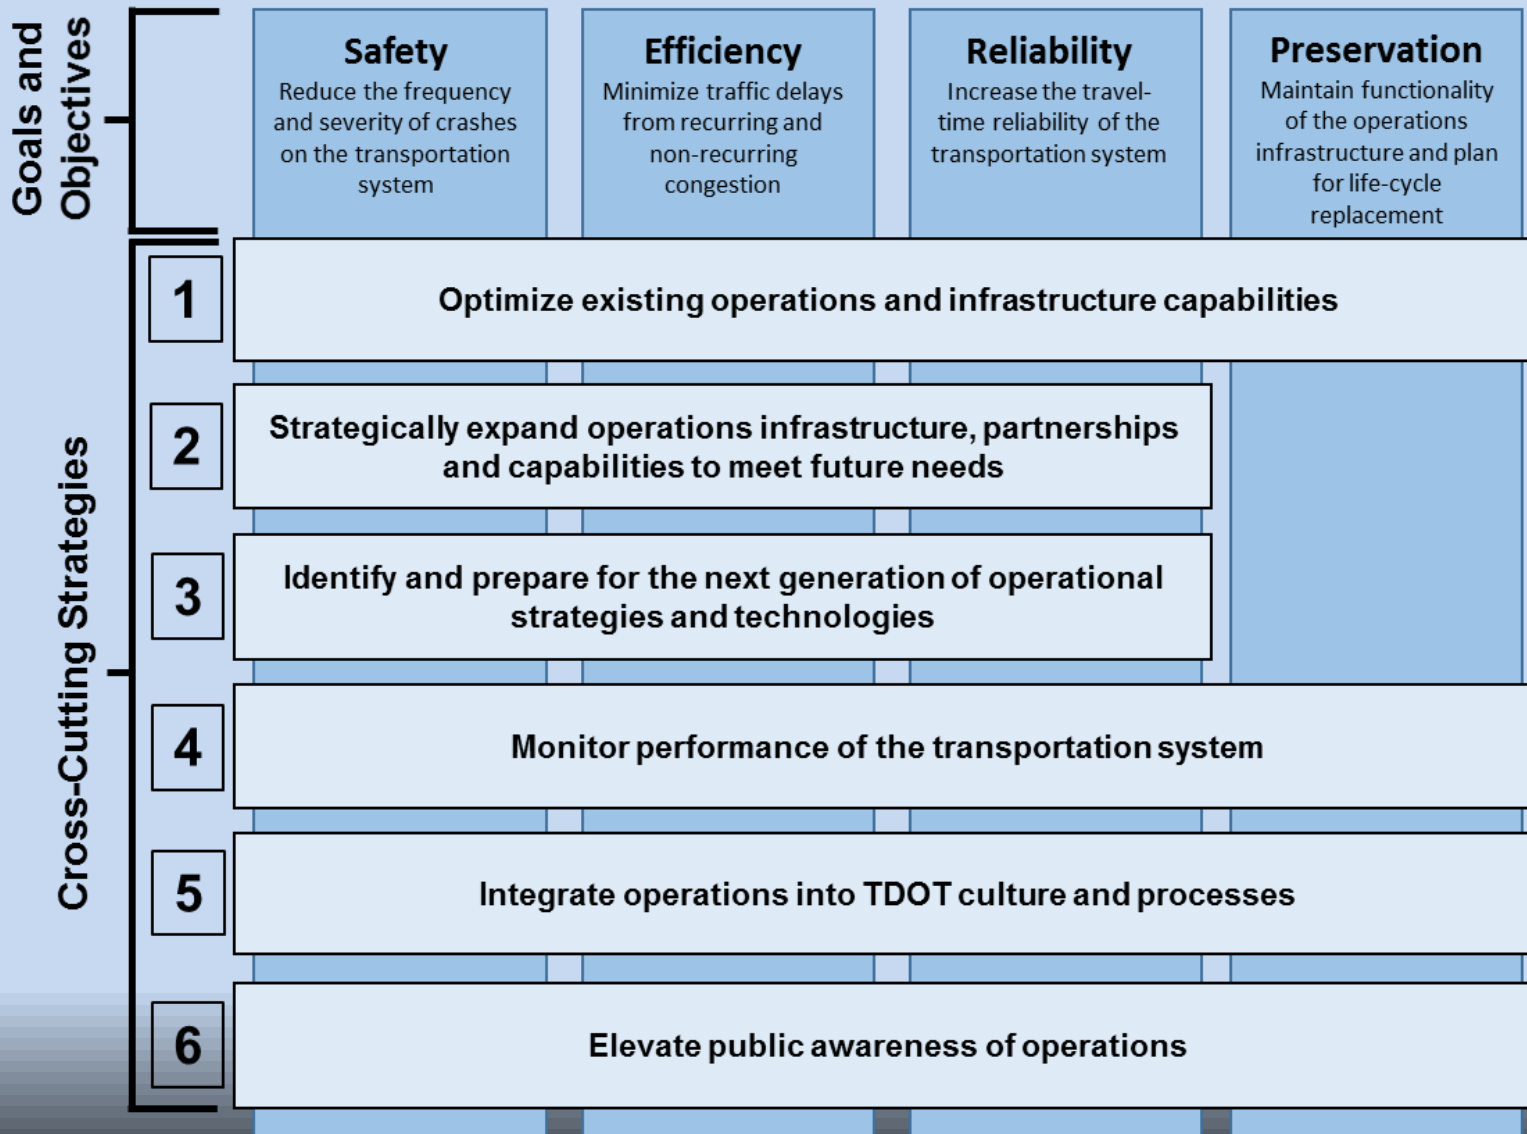 Goals and
Objectives
Safety
Reduce the frequency
and severity of crashes
on the transportation
system
Efficiency
Minimize traffic delays
from recurring and
non-recurring
congestion
Reliability
Increase the travel-
time reliability of the
transportation system
Preservation
Maintain functionality
of the operations
infrastructure and plan
for life-cycle
replacement
Cross-Cutting Strategies
1
Optimize existing operations and infrastructure capabilities
2
Strategically expand operations infrastructure, partnerships
and capabilities to meet future needs
3
Identify and prepare for the next generation of operational
strategies and technologies
4
Monitor performance of the transportation system
5
Integrate operations into TDOT culture and processes
6
Elevate public awareness of operations